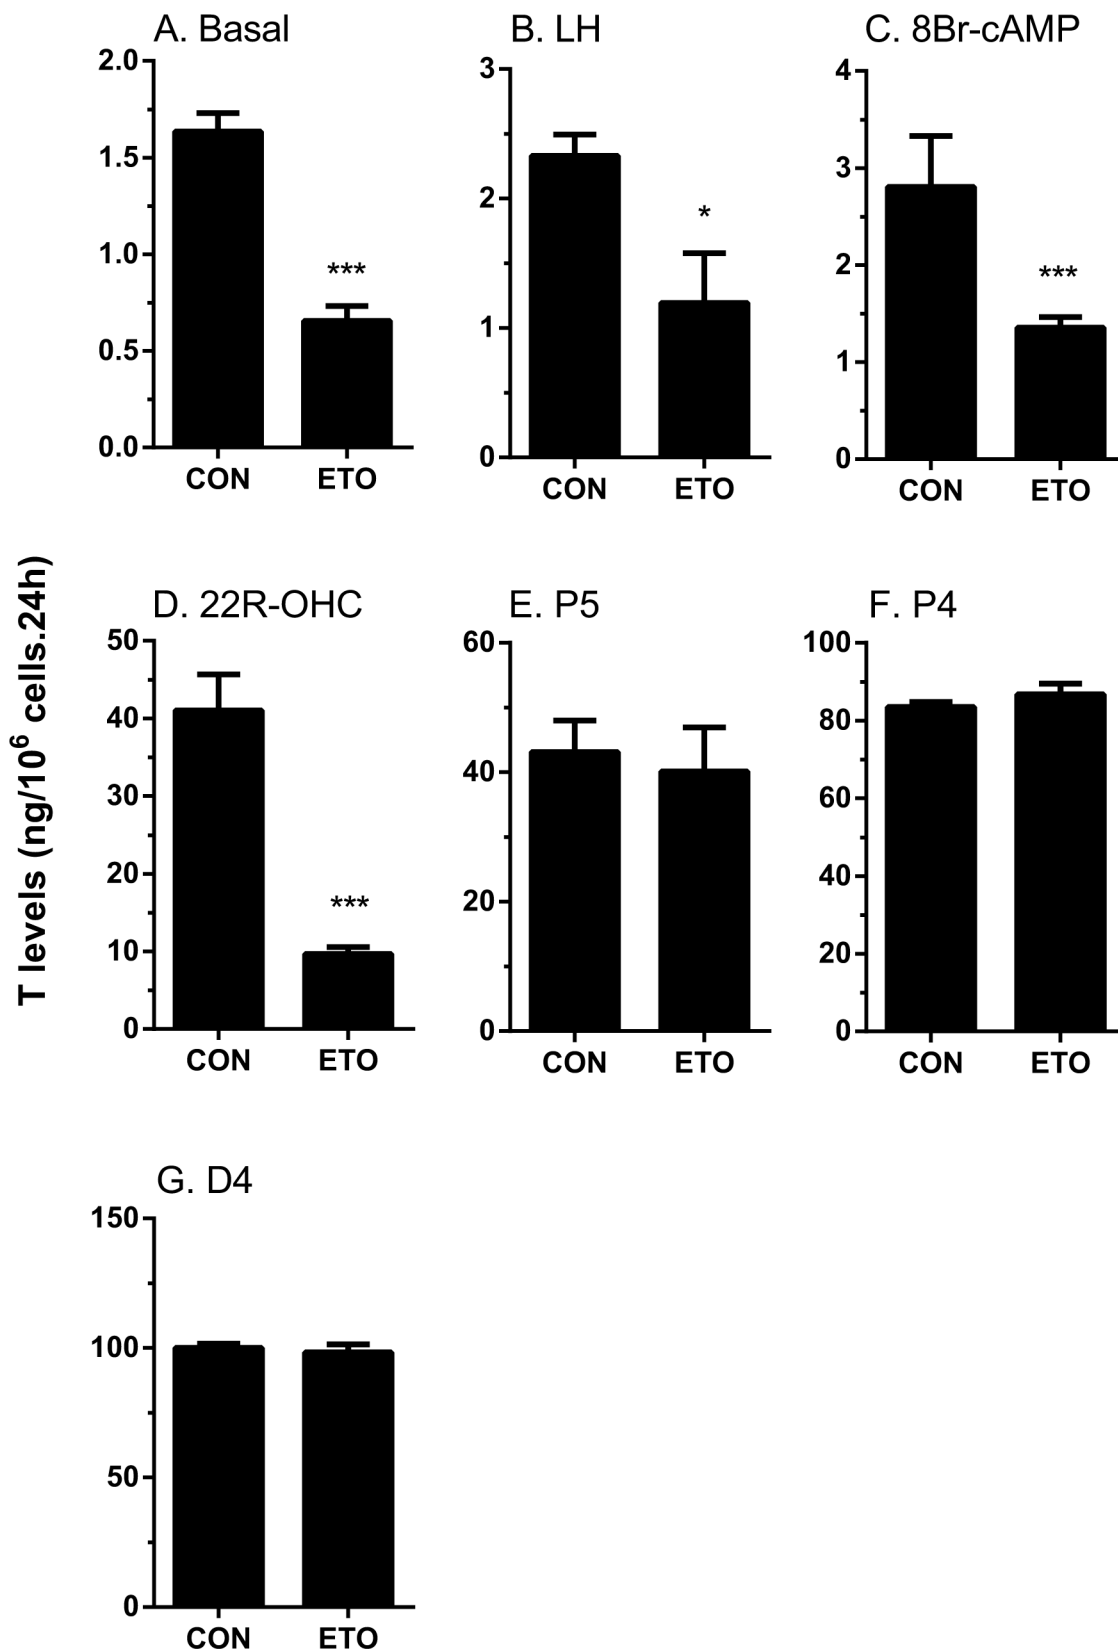 A. Basal
2.0
1.5
1.0
0.5
0.0
***
CON ETO
B. LH
3
2
1
0
*
CON ETO
C. 8Br-cAMP
4
3
2
1
0
***
CON ETO
T levels (ng/10⁶ cells.24h)
D. 22R-OHC
50
40
30
20
10
0
***
CON ETO
E. P5
60
40
20
0
CON ETO
F. P4
100
80
60
40
20
0
CON ETO
G. D4
150
100
50
0
CON ETO